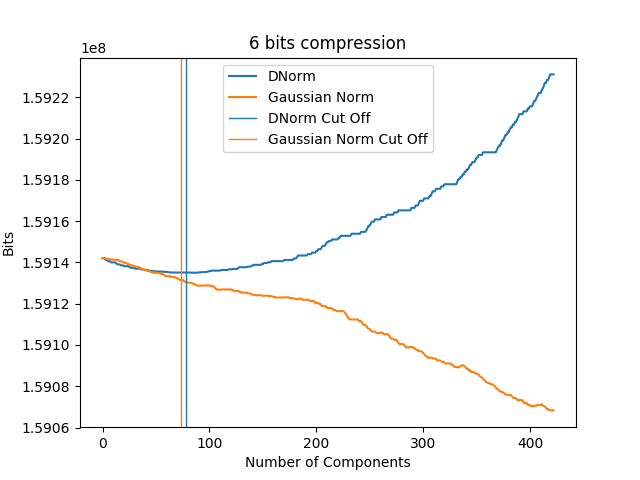 6 bits compression
1e8
DNorm
Gaussian Norm
DNorm Cut Off
Gaussian Norm Cut Off
1.5922
1.5920
1.5918
1.5916
1.5914
1.5912
1.5910
1.5908
1.5906
Bits
0 100 200 300 400
Number of Components